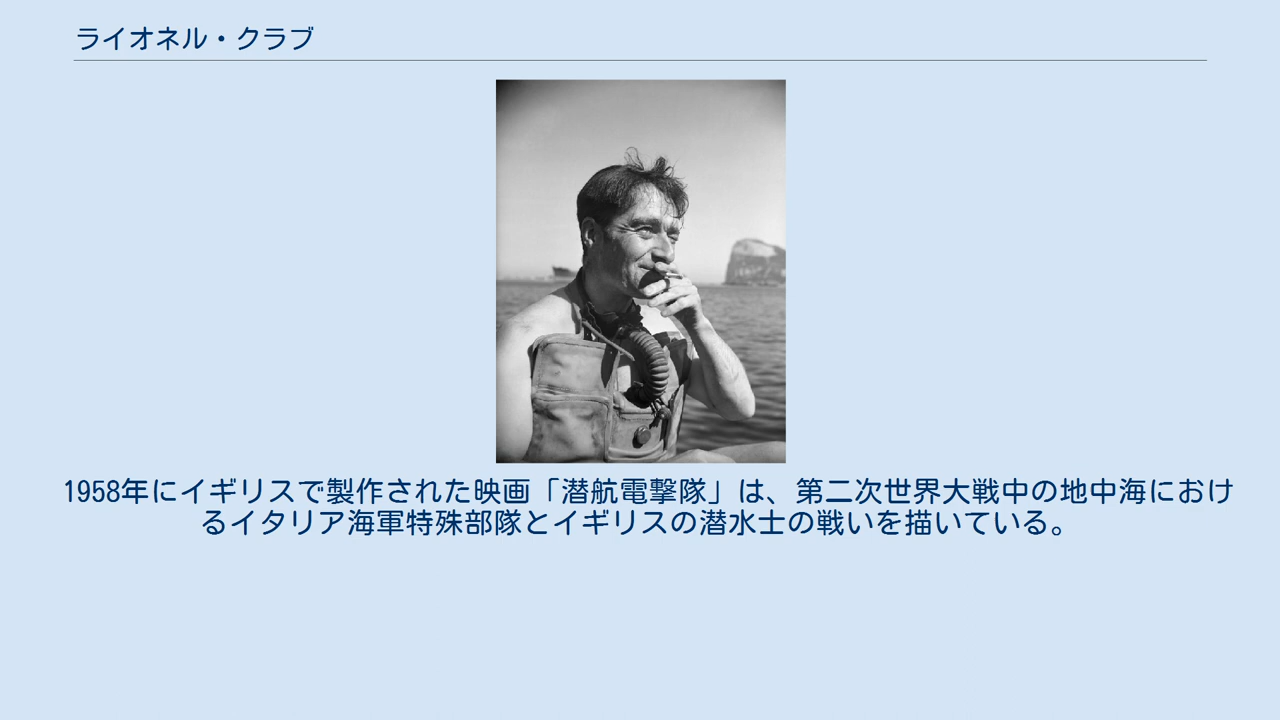 ライオネル・クラブ
1958年にイギリスで製作された映画「潜航電撃隊」は、第二次世界大戦中の地中海におけ
るイタリア海軍特殊部隊とイギリスの潜水士の戦いを描いている。